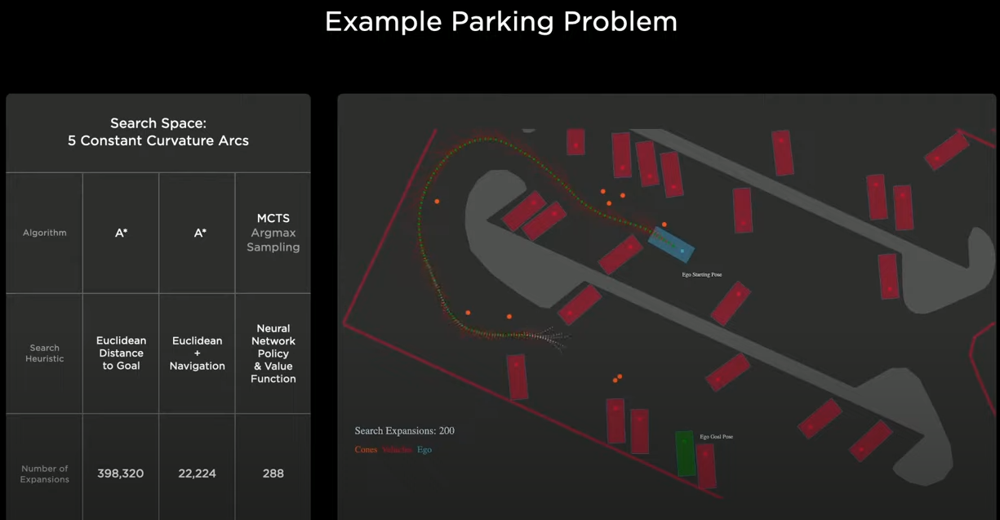 Example Parking Problem
Search Space:
5 Constant Curvature Arcs
Algorithm
A*
A*
MCTS
Argmax
Sampling
Search
Heuristic
Euclidean
Distance
to Goal
Euclidean
+
Navigation
Neural
Network
Policy
& Value
Function
Number of
Expansions
398,320
22,224
288
Ego Starting Pose
Search Expansions: 200
Cones Vehicles Ego
Ego Goal Pose